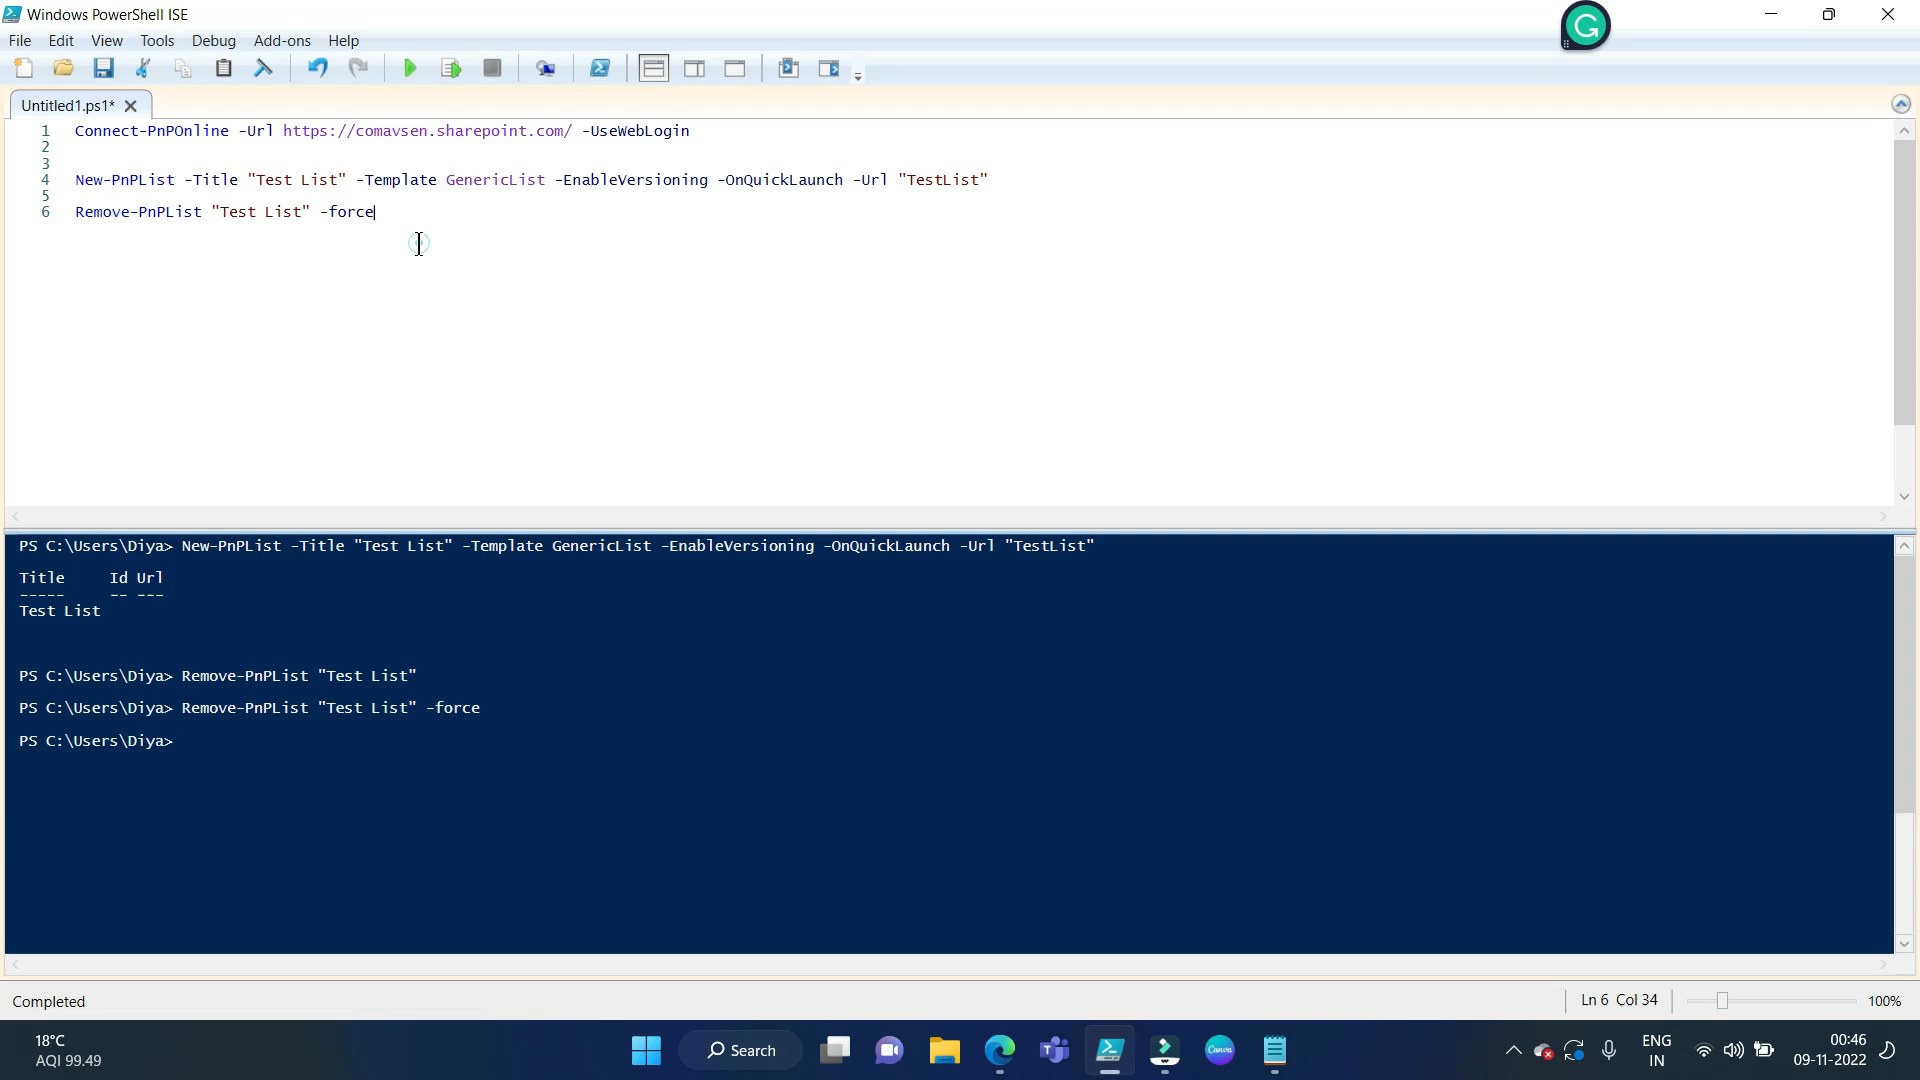 Windows PowerShell ISE
File Edit View Tools Debug Add-ons Help
Untitled1.ps1*
1 Connect-PnPOnline -Url https://comavsen.sharepoint.com/ -UseWebLogin
2
3
4 New-PnPList -Title "Test List" -Template GenericList -EnableVersioning -OnQuickLaunch -Url "TestList"
5
6 Remove-PnPList "Test List" -force
PS C:\Users\Diya> New-PnPList -Title "Test List" -Template GenericList -EnableVersioning -OnQuickLaunch -Url "TestList"
Title Id Url
----- -- ---
Test List
PS C:\Users\Diya> Remove-PnPList "Test List"
PS C:\Users\Diya> Remove-PnPList "Test List" -force
PS C:\Users\Diya>
Completed
Ln 6 Col 34
100%
18°C
AQI 99.49
Search
Canva
ENG
IN
00:46
09-11-2022